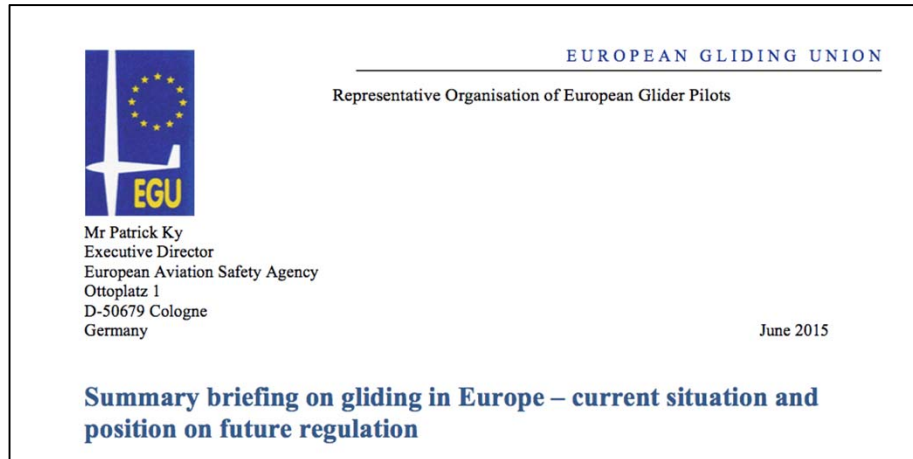 EUROPEAN GLIDING UNION
Representative Organisation of European Glider Pilots
EGU
Mr Patrick Ky
Executive Director
European Aviation Safety Agency
Ottoplatz 1
D-50679 Cologne
Germany
June 2015
Summary briefing on gliding in Europe – current situation and
position on future regulation